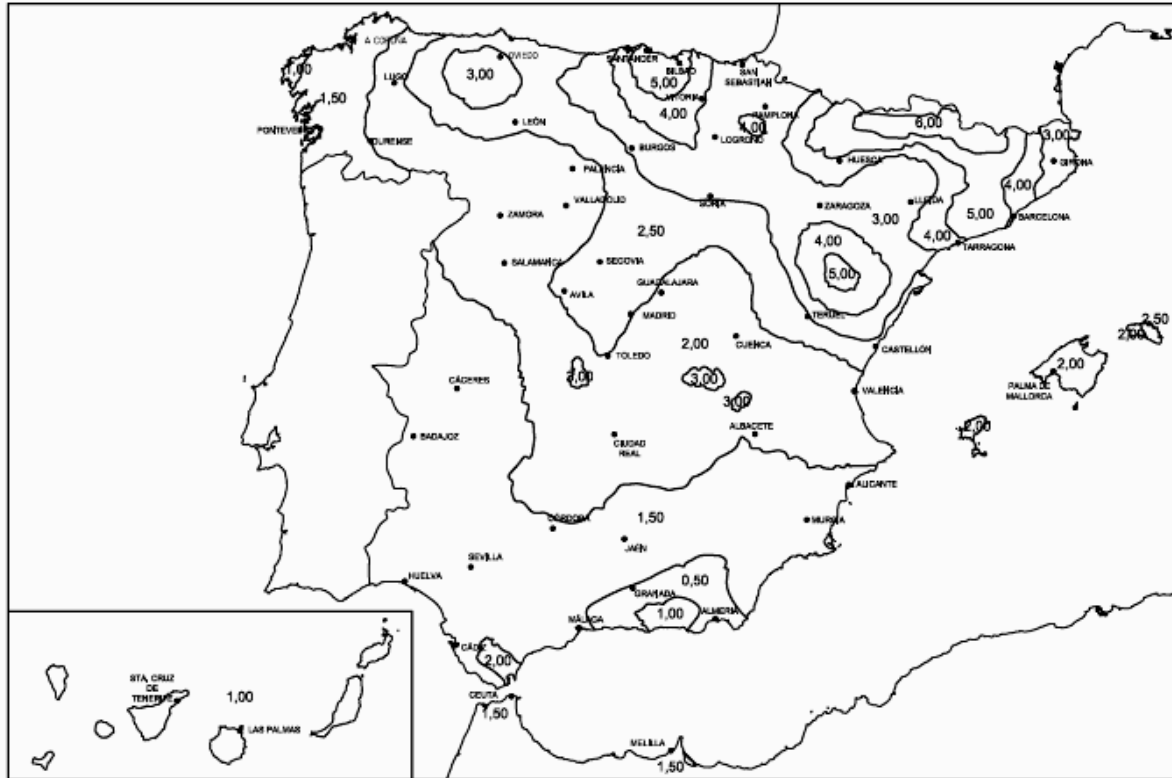 A CORUÑA
OVIEDO
SANTANDER
BILBAO
SAN
SEBASTIAN
1,00
LUGO
3,00
5,00
VITORIA
1,50
4,00
PAMPLONA
4,00
6,00
LEÓN
LOGROÑO
3,00
OURENSE
BURGOS
HUESCA
GIRONA
PALENCIA
4,00
VALLADOLID
SORIA
ZARAGOZA
LLEIDA
ZAMORA
3,00
5,00
BARCELONA
2,50
4,00
4,00
TARRAGONA
SALAMANCA
SEGOVIA
5,00
GUADALAJARA
AVILA
MADRID
TERUEL
2,50
2,00
2,00
CUENCA
CASTELLÓN
TOLEDO
2,00
CÁCERES
3,00
3,00
PALMA DE
MALLORCA
VALENCIA
3,00
2,00
BADAJOZ
CIUDAD
REAL
ALBACETE
ALICANTE
1,50
CÓRDOBA
MURCIA
JAÉN
SEVILLA
HUELVA
0,50
GRANADA
1,00
ALMERIA
MÁLAGA
CÁDIZ
2,00
STA, CRUZ
DE
TENERIFE
1,00
CEUTA
1,50
LAS PALMAS
MELILLA
1,50